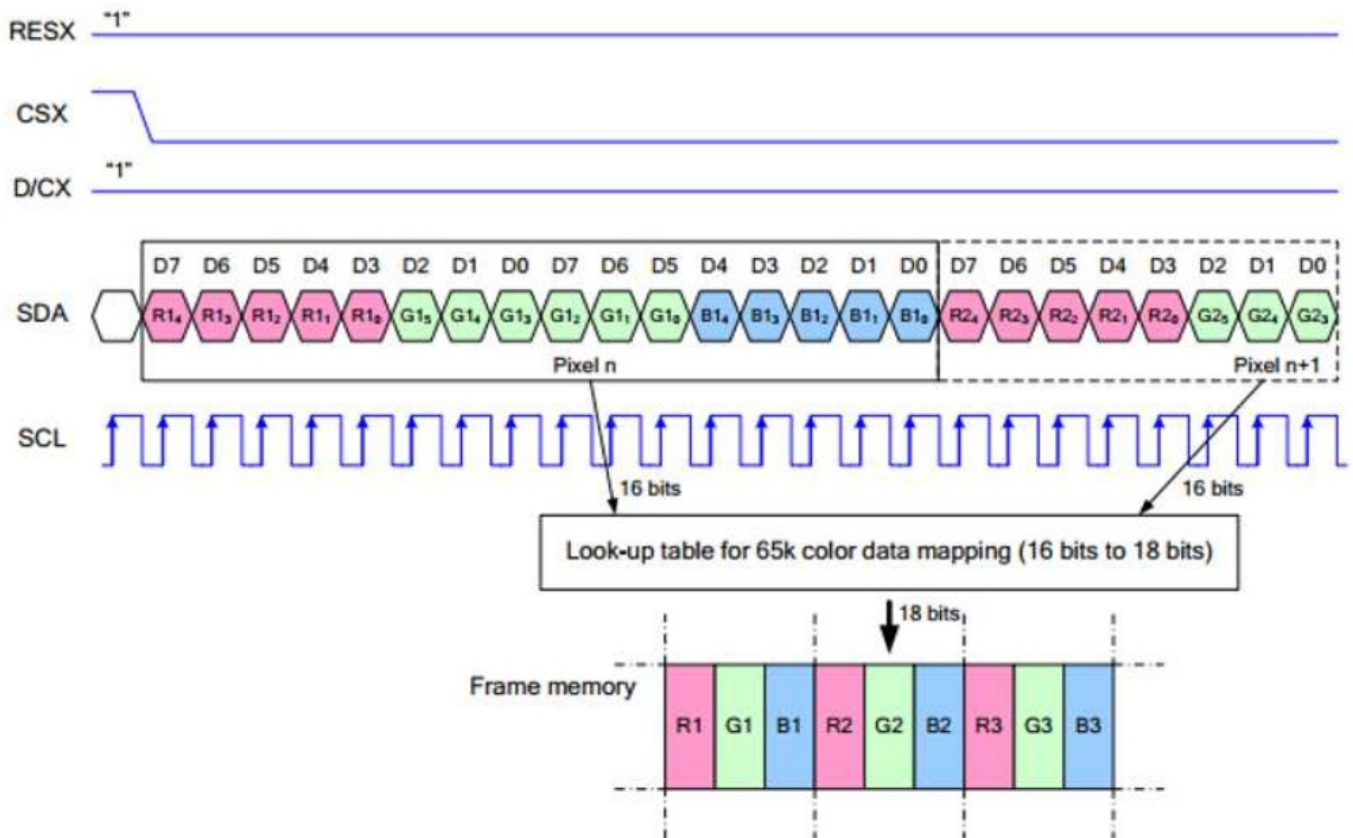 RESX “1”
CSX
D/CX “1”
D7 D6 D5 D4 D3 D2 D1 D0 D7 D6 D5 D4 D3 D2 D1 D0 D7 D6 D5 D4 D3 D2 D1 D0
SDA R1₄ R1₃ R1₂ R1₁ R1₀ G1₅ G1₄ G1₃ G1₂ G1₁ G1₀ B1₄ B1₃ B1₂ B1₁ B1₀ R2₄ R2₃ R2₂ R2₁ R2₀ G2₅ G2₄ G2₃
Pixel n Pixel n+1
SCL
16 bits 16 bits
Look-up table for 65k color data mapping (16 bits to 18 bits)
18 bits
Frame memory
R1 G1 B1 R2 G2 B2 R3 G3 B3